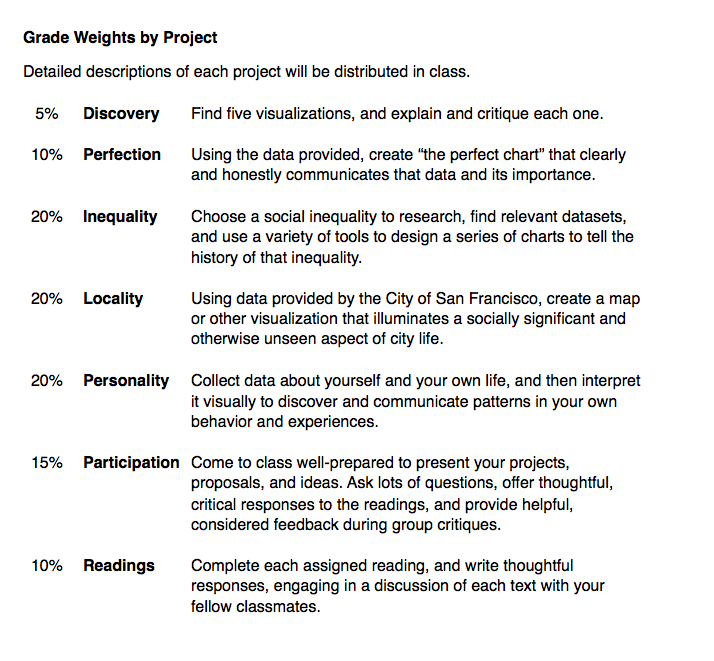 Grade Weights by Project
Detailed descriptions of each project will be distributed in class.
5% Discovery Find five visualizations, and explain and critique each one.
10% Perfection Using the data provided, create “the perfect chart” that clearly
and honestly communicates that data and its importance.
20% Inequality Choose a social inequality to research, find relevant datasets,
and use a variety of tools to design a series of charts to tell the
history of that inequality.
20% Locality Using data provided by the City of San Francisco, create a map
or other visualization that illuminates a socially significant and
otherwise unseen aspect of city life.
20% Personality Collect data about yourself and your own life, and then interpret
it visually to discover and communicate patterns in your own
behavior and experiences.
15% Participation Come to class well-prepared to present your projects,
proposals, and ideas. Ask lots of questions, offer thoughtful,
critical responses to the readings, and provide helpful,
considered feedback during group critiques.
10% Readings Complete each assigned reading, and write thoughtful
responses, engaging in a discussion of each text with your
fellow classmates.